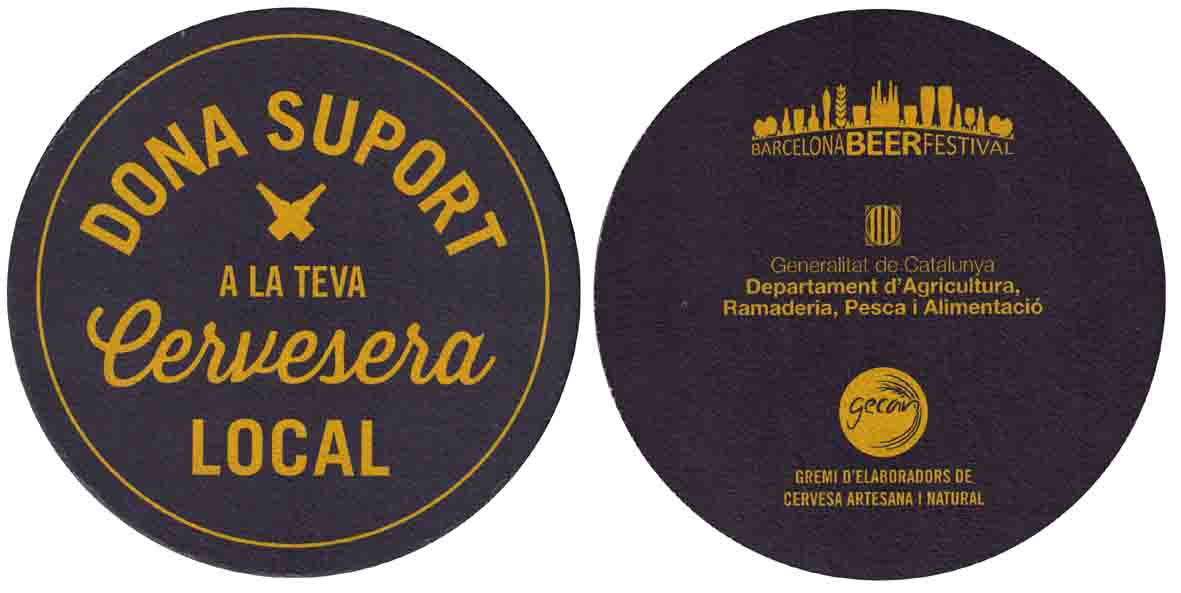 DONA SUPORT
A LA TEVA
Cervesera
LOCAL
BARCELONABEERFESTIVAL
Generalitat de Catalunya
Departament d'Agricultura,
Ramaderia, Pesca i Alimentació
gecan
GREMI D'ELABORADORS DE
CERVESA ARTESANA I NATURAL